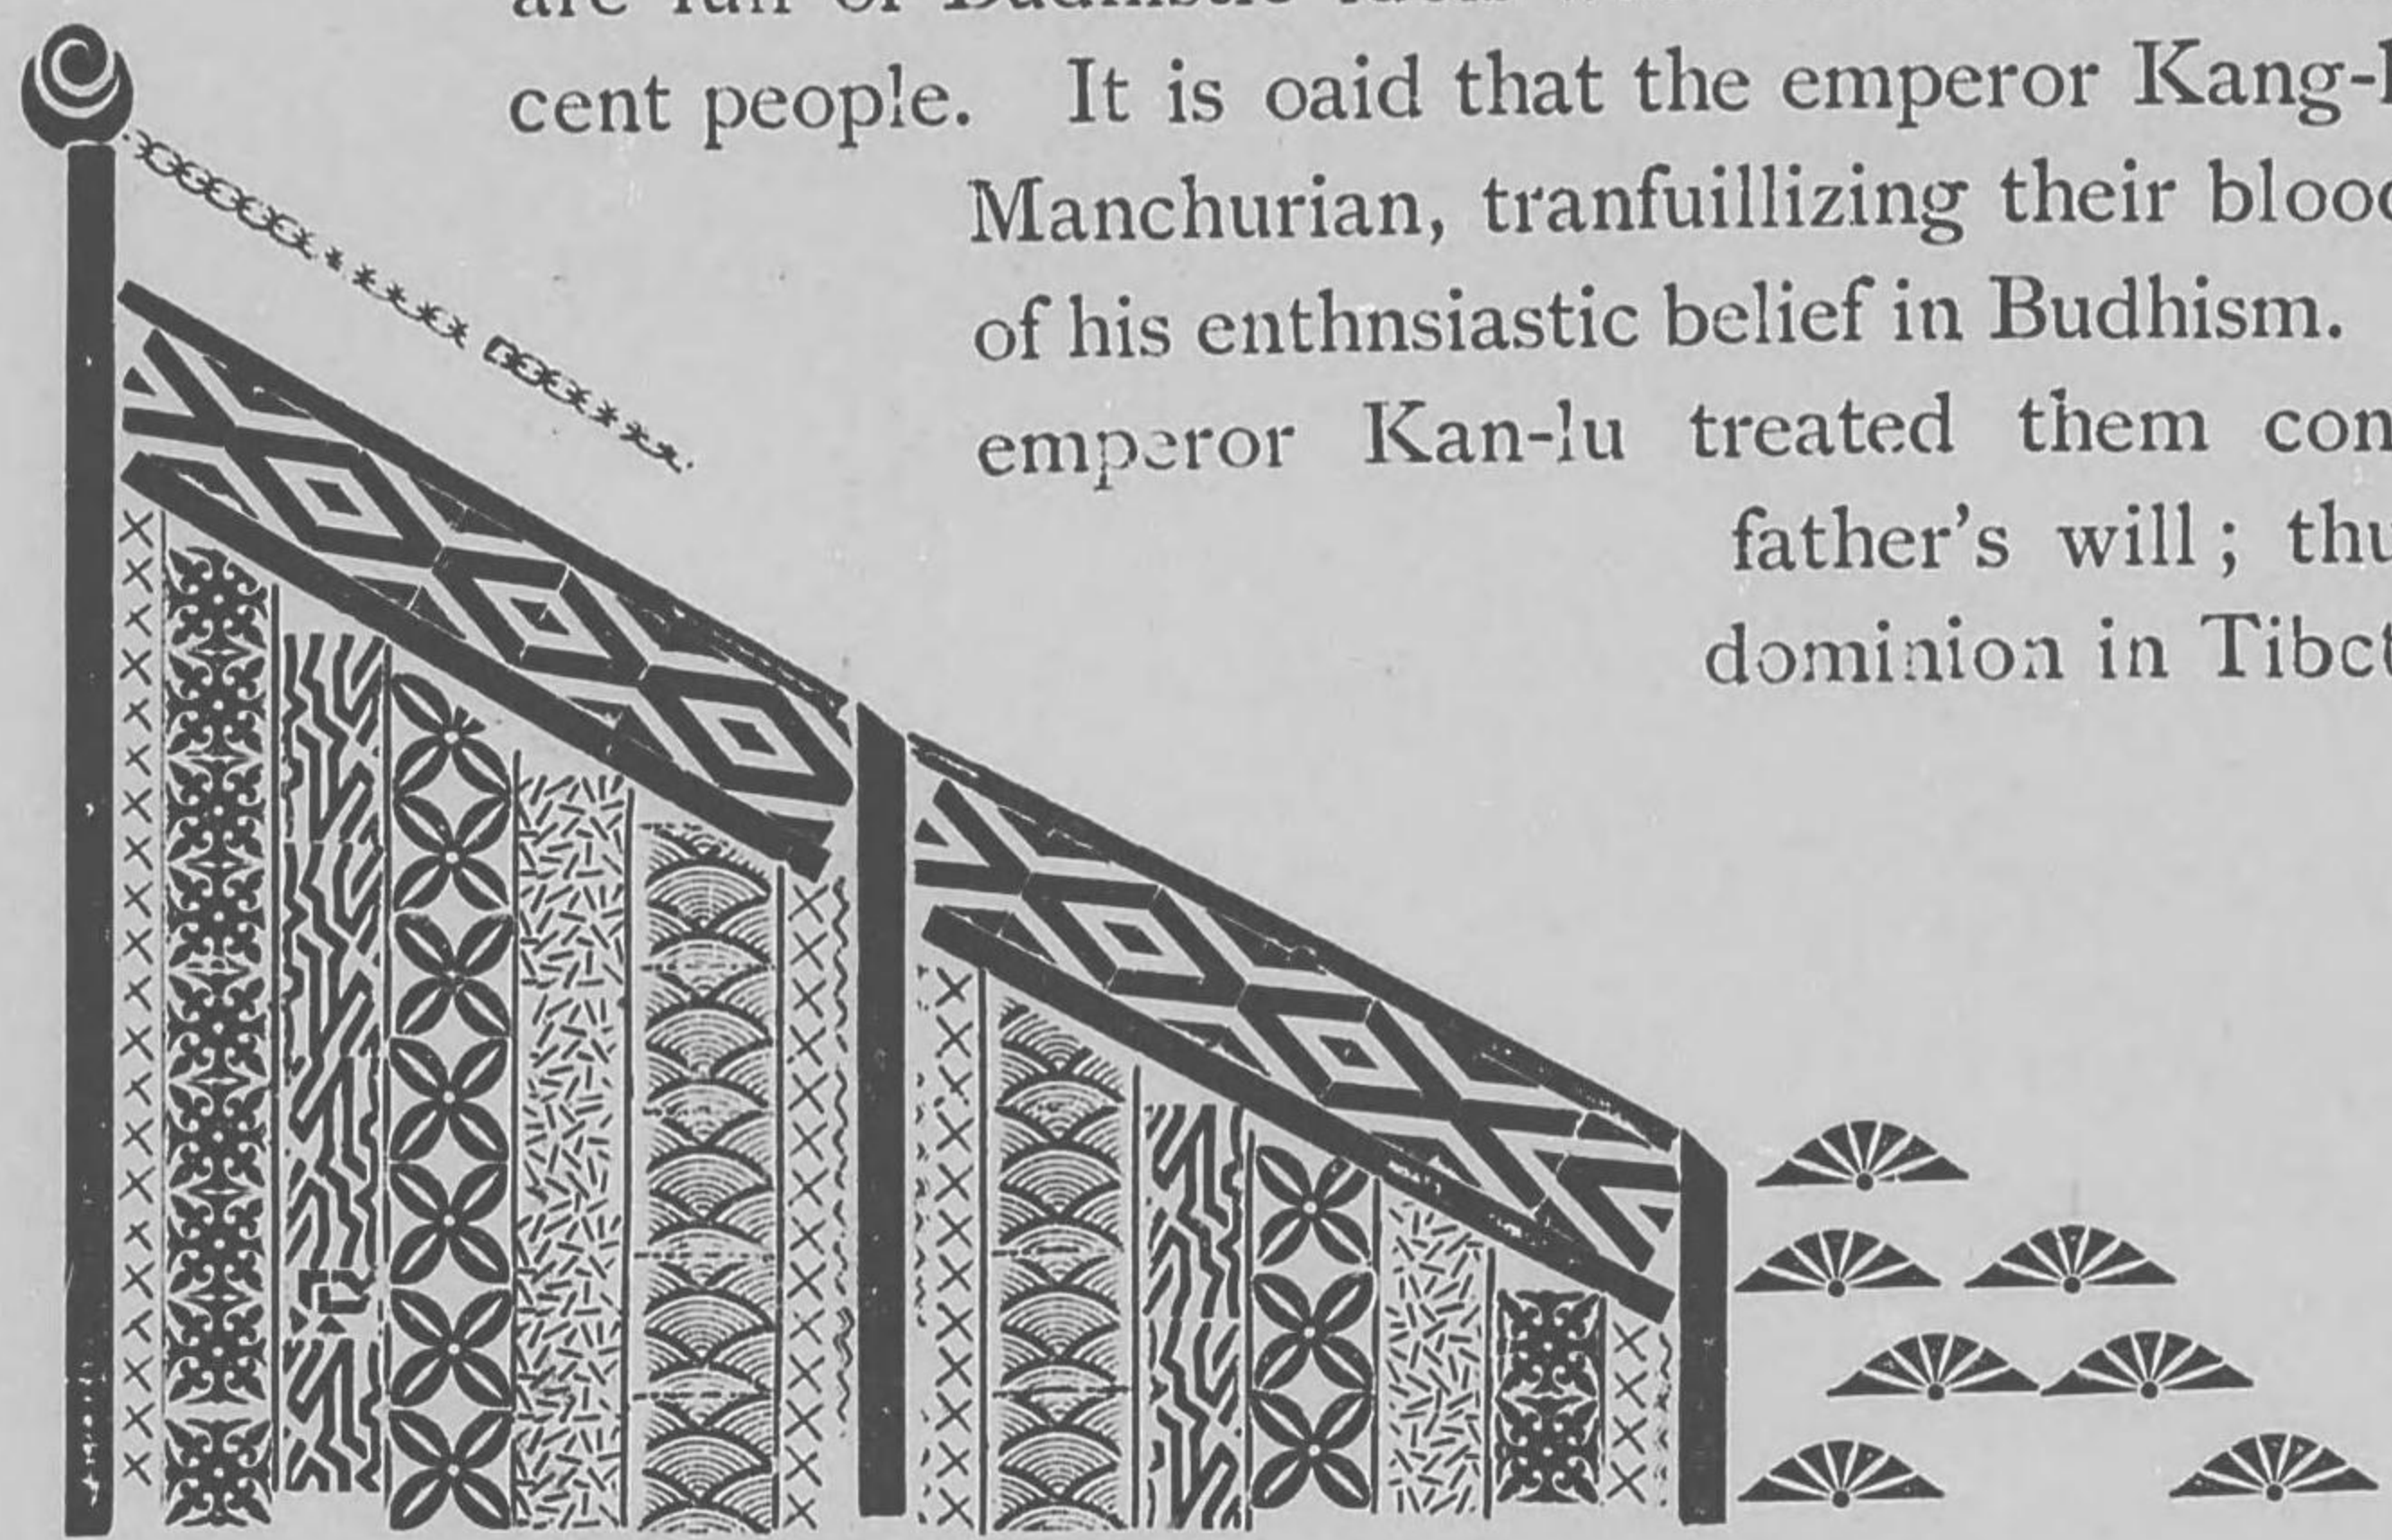 cent people. It is oaid that the emperor Kang-
Manchurian, tranfuillizing their blood
of his enthnsiastic belief in Budhism.
emperor Kan-lu treated them con
father's will ; thu
dominion in Tibet